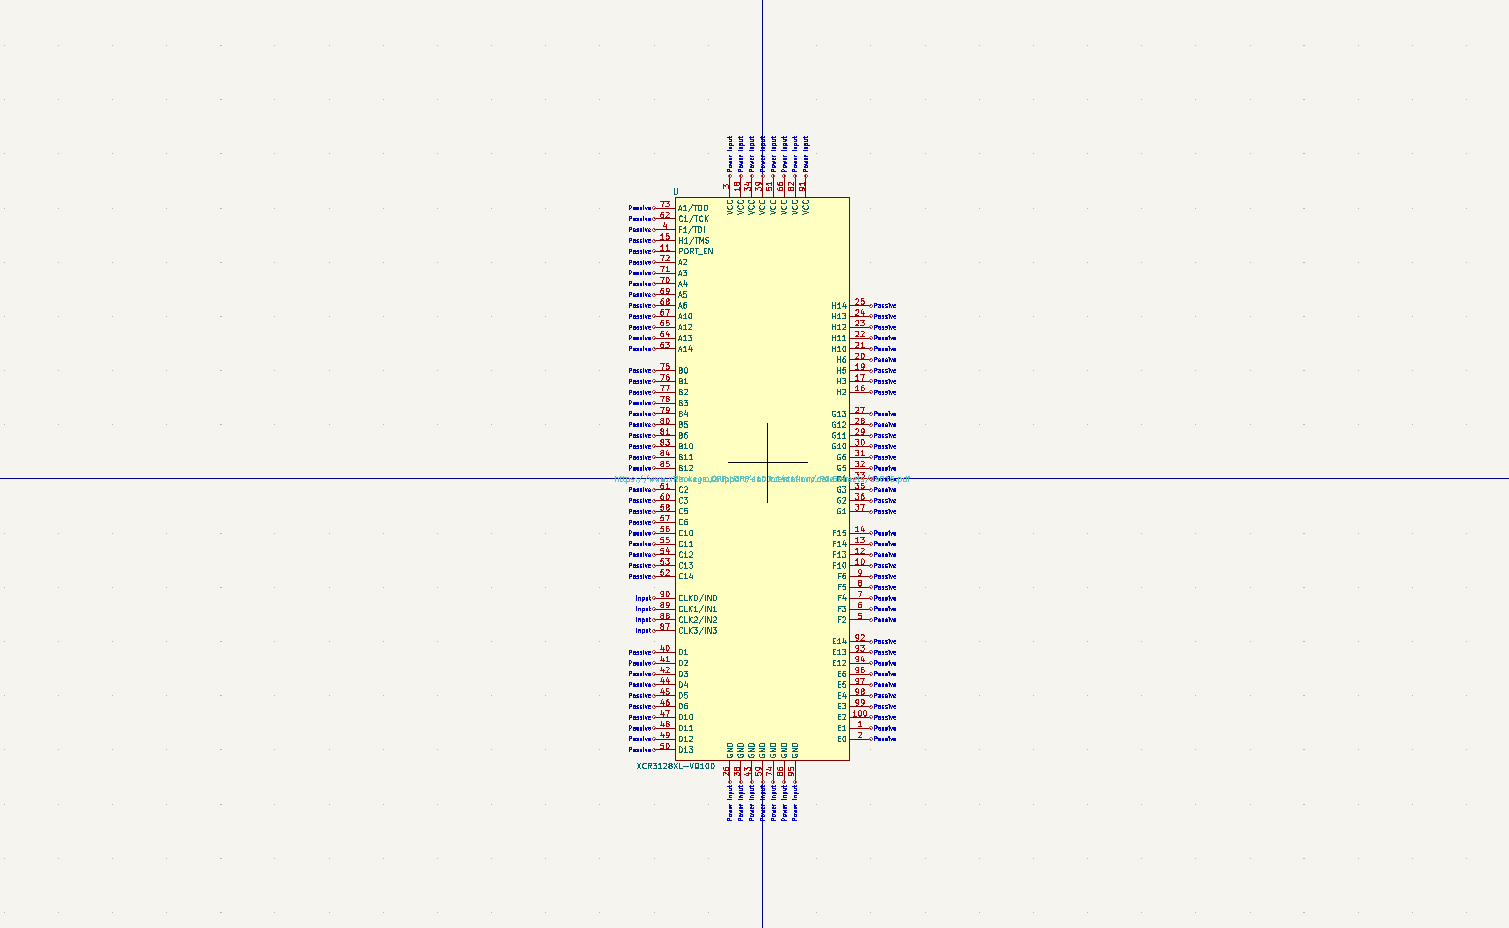 Power Input Power Input Power Input Power Input Power Input Power Input Power Input Power Input
3 18 34 39 51 66 82 91
U
VCC VCC VCC VCC VCC VCC VCC VCC
Passive 73 A1/TDO
Passive 62 C1/TCK
Passive 4 F1/TDI
Passive 15 H1/TMS
Passive 11 PORT_EN
Passive 72 A2
Passive 71 A3
Passive 70 A4
Passive 69 A5
Passive 68 A6
Passive 67 A10
Passive 65 A12
Passive 64 A13
Passive 63 A14
Passive 75 B0
Passive 76 B1
Passive 77 B2
Passive 78 B3
Passive 79 B4
Passive 80 B5
Passive 81 B6
Passive 83 B10
Passive 84 B11
Passive 85 B12
Passive 61 C2
Passive 60 C3
Passive 58 C5
Passive 57 C6
Passive 56 C10
Passive 55 C11
Passive 54 C12
Passive 53 C13
Passive 52 C14
Input 90 CLK0/IN0
Input 89 CLK1/IN1
Input 88 CLK2/IN2
Input 87 CLK3/IN3
Passive 40 D1
Passive 41 D2
Passive 42 D3
Passive 44 D4
Passive 45 D5
Passive 46 D6
Passive 47 D10
Passive 48 D11
Passive 49 D12
Passive 50 D13
H14 25 Passive
H13 24 Passive
H12 23 Passive
H11 22 Passive
H10 21 Passive
H6 20 Passive
H5 19 Passive
H3 17 Passive
H2 16 Passive
G13 27 Passive
G12 28 Passive
G11 29 Passive
G10 30 Passive
G6 31 Passive
G5 32 Passive
33
G3 35 Passive
G2 36 Passive
G1 37 Passive
F15 14 Passive
F14 13 Passive
F13 12 Passive
F10 10 Passive
F6 9 Passive
F5 8 Passive
F4 7 Passive
F3 6 Passive
F2 5 Passive
E14 92 Passive
E13 93 Passive
E12 94 Passive
E6 96 Passive
E5 97 Passive
E4 98 Passive
E3 99 Passive
E2 100 Passive
E1 1 Passive
E0 2 Passive
GND GND GND GND GND GND GND
XCR3128XL-VQ100
26 38 43 59 74 86 95
Power Input Power Input Power Input Power Input Power Input Power Input Power Input